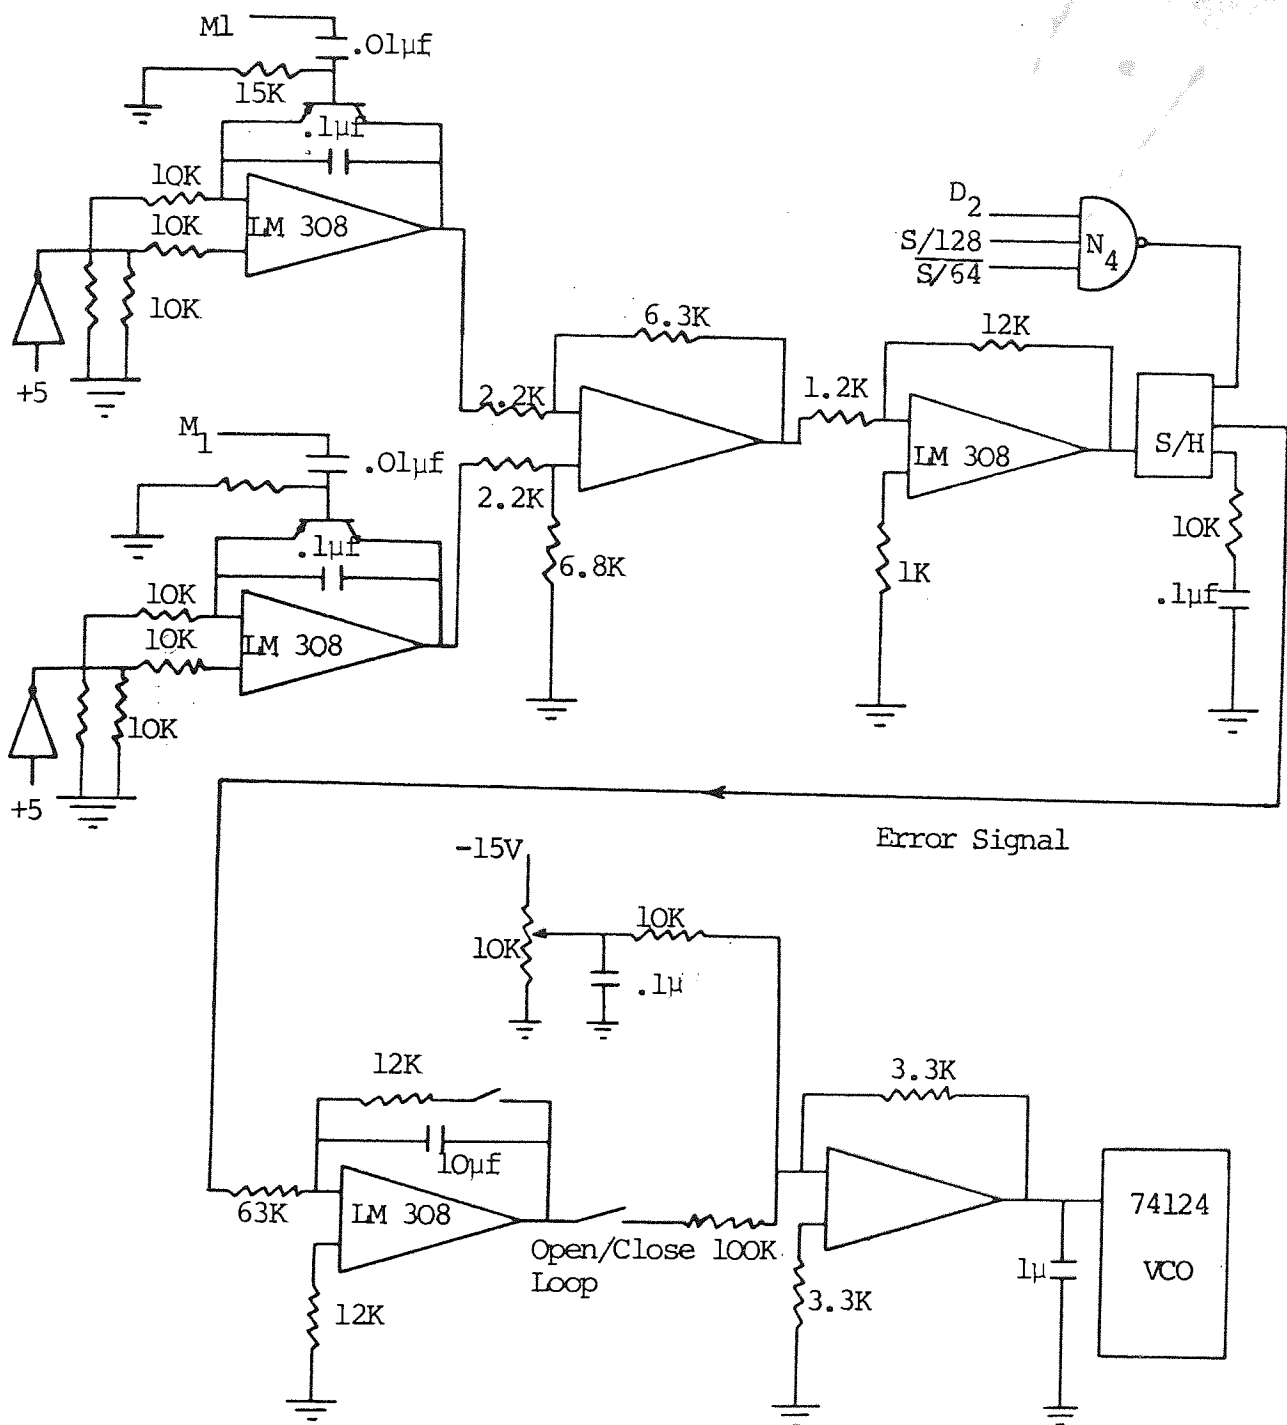 M1
.01µf
15K
.1µf
10K
10K
LM 308
10K
+5
D2
S/128
S/64
N4
6.3K
12K
2.2K
1.2K
LM 308
S/H
2.2K
6.8K
1K
10K
.1µf
M1
.01µf
.1µf
10K
10K
LM 308
10K
+5
Error Signal
-15V
10K
10K
.1µ
12K
10µf
63K
LM 308
12K
Open/Close
Loop
100K
3.3K
3.3K
1µ
74124
VCO